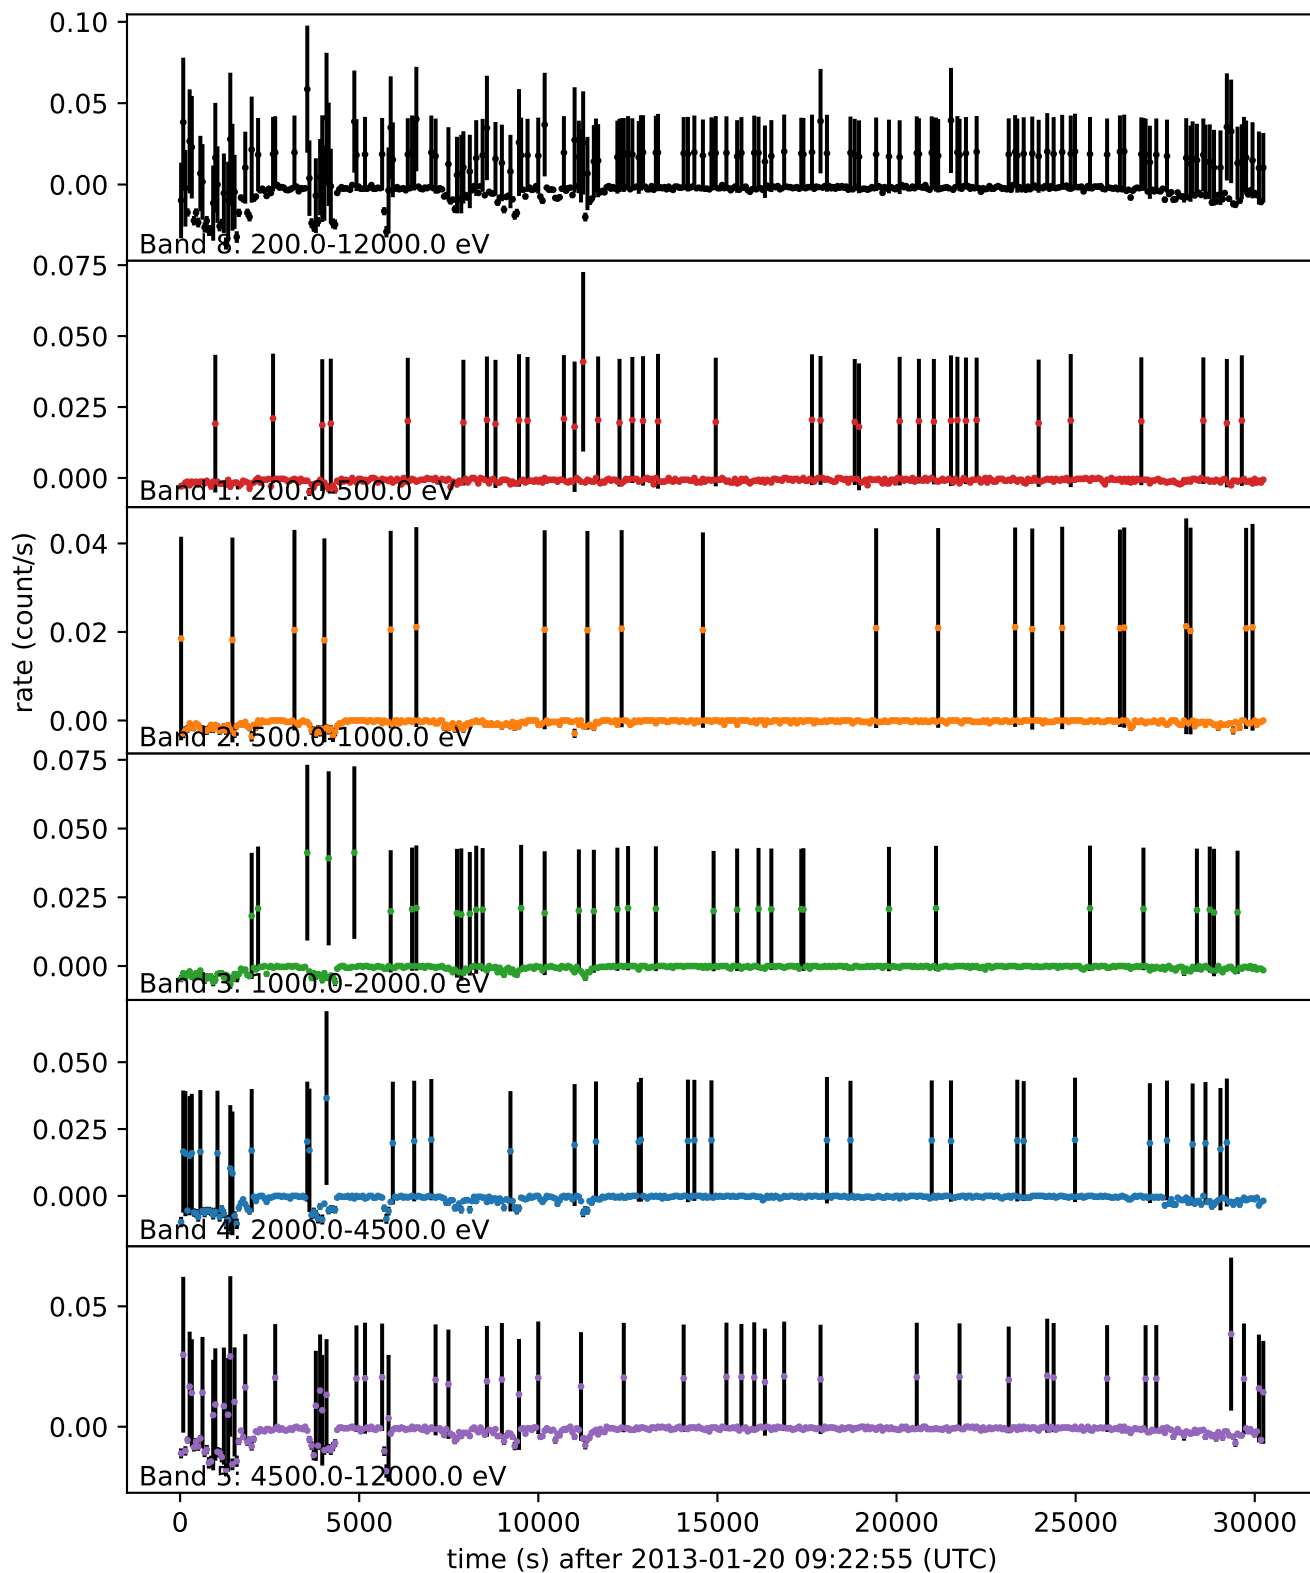 0.10
0.05
0.00
Band 8: 200.0-12000.0 eV
0.075
0.050
0.025
0.000
Band 1: 200.0-500.0 eV
rate (count/s)
0.04
0.02
0.00
Band 2: 500.0-1000.0 eV
0.075
0.050
0.025
0.000
Band 3: 1000.0-2000.0 eV
0.050
0.025
0.000
Band 4: 2000.0-4500.0 eV
0.05
0.00
Band 5: 4500.0-12000.0 eV
0 5000 10000 15000 20000 25000 30000
time (s) after 2013-01-20 09:22:55 (UTC)